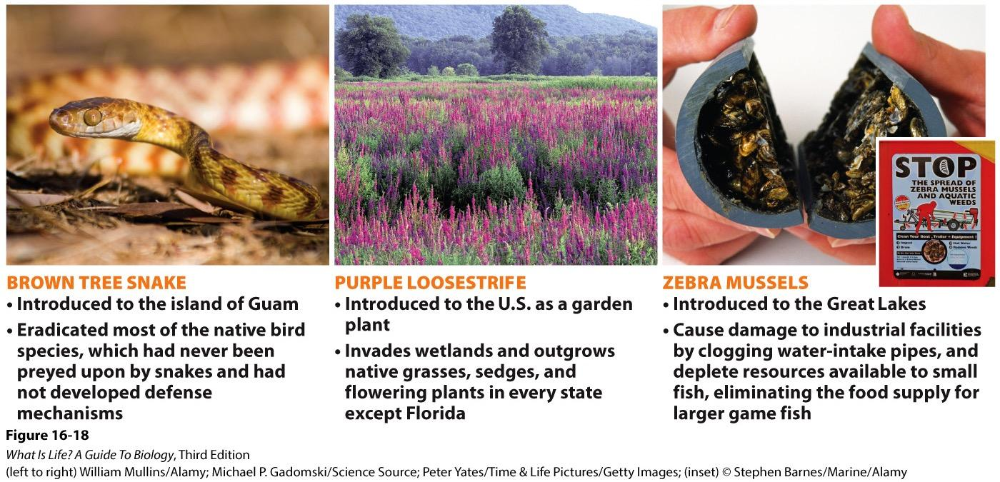 STOP
THE SPREAD OF
ZEBRA MUSSELS
AND AQUATIC
WEEDS
Clean Your Boat, Trailer + Equipment!
BROWN TREE SNAKE
• Introduced to the island of Guam
• Eradicated most of the native bird
species, which had never been
preyed upon by snakes and had
not developed defense
mechanisms
PURPLE LOOSESTRIFE
• Introduced to the U.S. as a garden
plant
• Invades wetlands and outgrows
native grasses, sedges, and
flowering plants in every state
except Florida
ZEBRA MUSSELS
• Introduced to the Great Lakes
• Cause damage to industrial facilities
by clogging water-intake pipes, and
deplete resources available to small
fish, eliminating the food supply for
larger game fish
Figure 16-18
What Is Life? A Guide To Biology, Third Edition
(left to right) William Mullins/Alamy; Michael P. Gadomski/Science Source; Peter Yates/Time & Life Pictures/Getty Images; (inset) © Stephen Barnes/Marine/Alamy